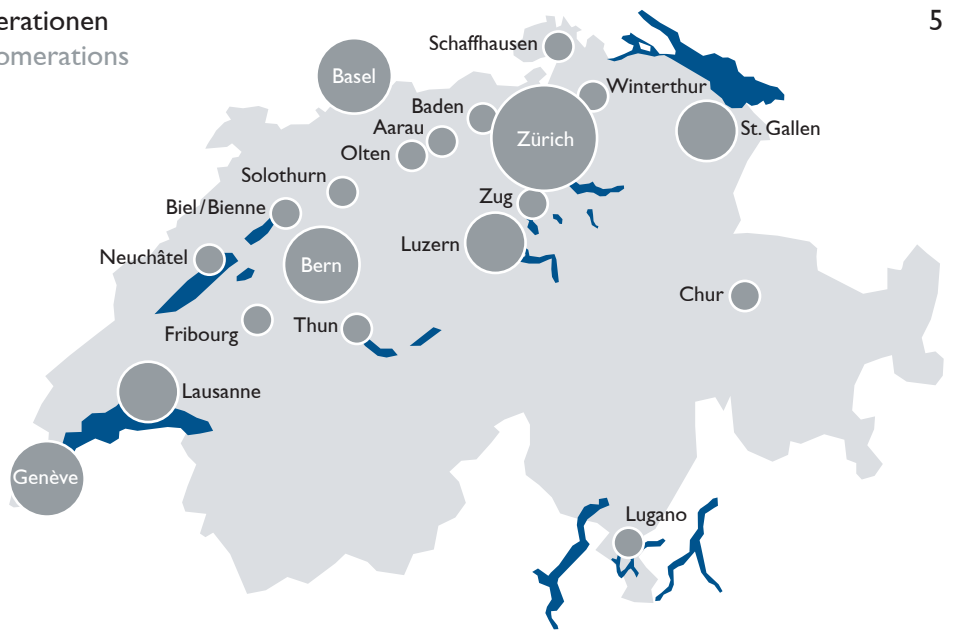 erationen
omerations
5
Schaffhausen
Basel
Winterthur
Baden
Aarau
Zürich
St. Gallen
Olten
Solothurn
Zug
Biel/Bienne
Luzern
Neuchâtel
Bern
Chur
Fribourg
Thun
Lausanne
Genève
Lugano